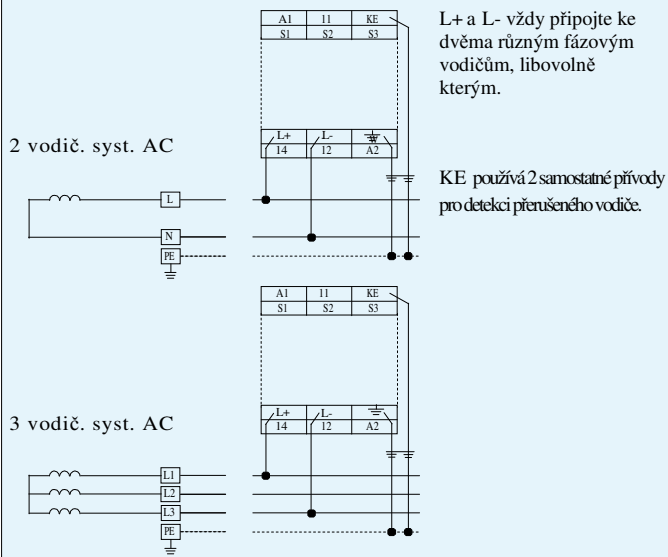 A1 11 KE
S1 S2 S3
L+ L-
14 12 A2
2 vodič. syst. AC
L
N
PE
L+ a L- vždy připojte ke
dvěma různým fázovým
vodičům, libovolně
kterým.
KE používá 2 samostatné přívody
pro detekci přerušeného vodiče.
A1 11 KE
S1 S2 S3
L+ L-
14 12 A2
3 vodič. syst. AC
L1
L2
L3
PE